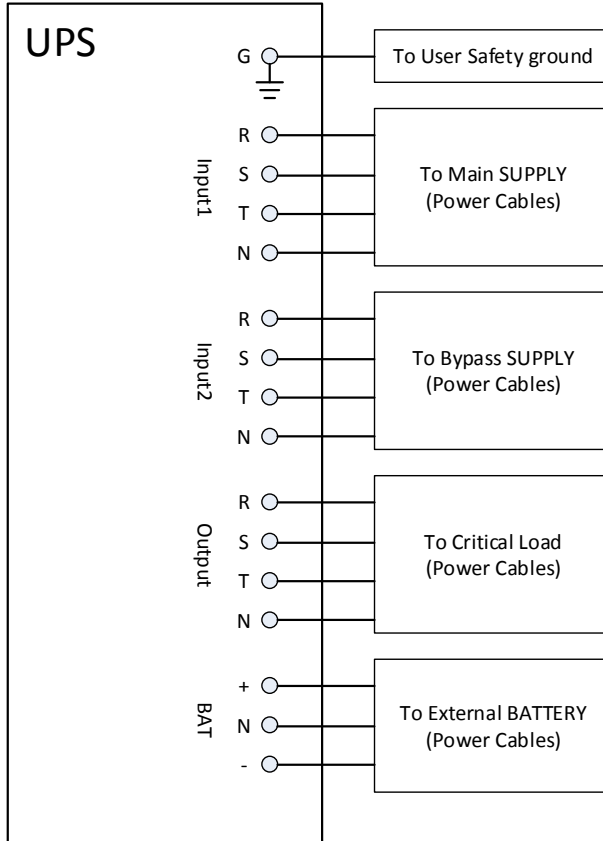 UPS
G
To User Safety ground
Input1
R
S
T
N
To Main SUPPLY
(Power Cables)
Input2
R
S
T
N
To Bypass SUPPLY
(Power Cables)
Output
R
S
T
N
To Critical Load
(Power Cables)
BAT
+
N
-
To External BATTERY
(Power Cables)